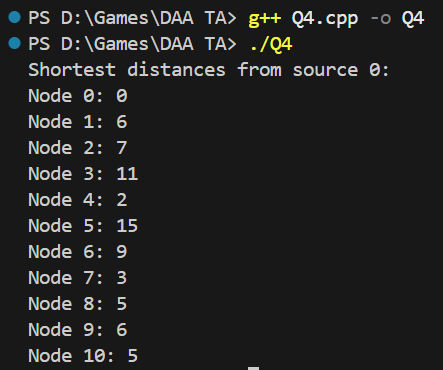 PS D:\Games\DAA TA> g++ Q4.cpp -o Q4
PS D:\Games\DAA TA> ./Q4
Shortest distances from source 0:
Node 0: 0
Node 1: 6
Node 2: 7
Node 3: 11
Node 4: 2
Node 5: 15
Node 6: 9
Node 7: 3
Node 8: 5
Node 9: 6
Node 10: 5